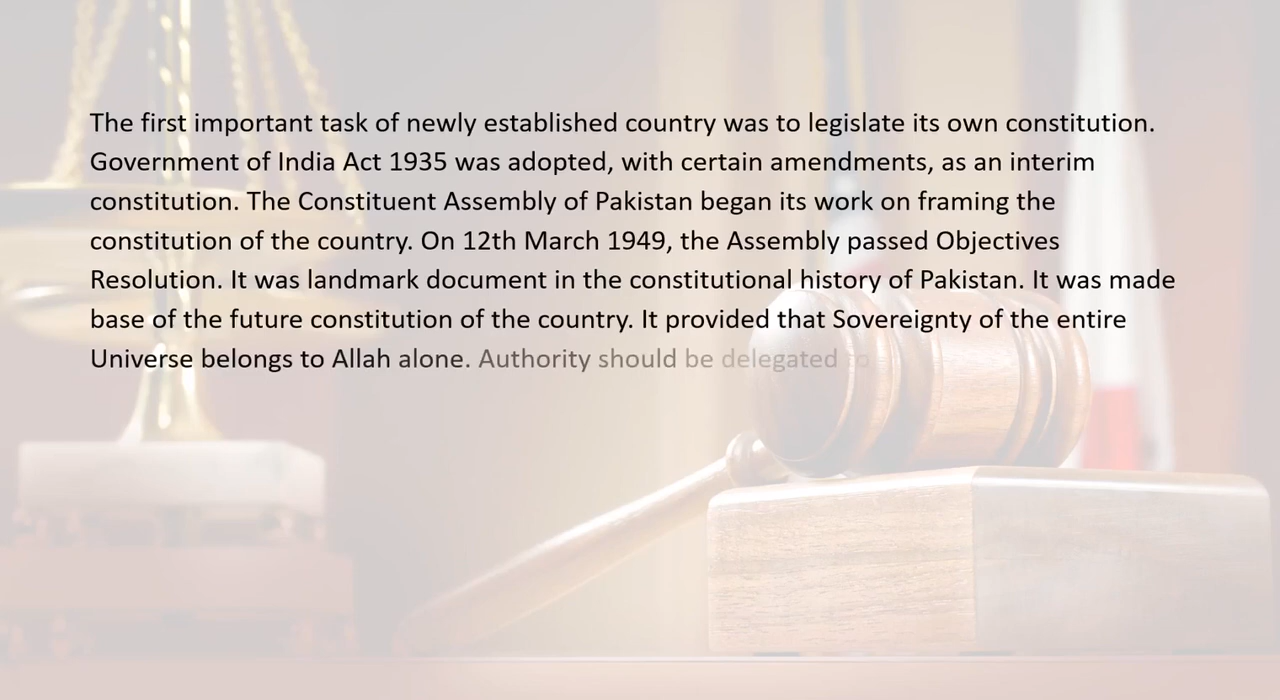 The first important task of newly established country was to legislate its own constitution.
Government of India Act 1935 was adopted, with certain amendments, as an interim
constitution. The Constituent Assembly of Pakistan began its work on framing the
constitution of the country. On 12th March 1949, the Assembly passed Objectives
Resolution. It was landmark document in the constitutional history of Pakistan. It was made
base of the future constitution of the country. It provided that Sovereignty of the entire
Universe belongs to Allah alone. Authority should be delegated to